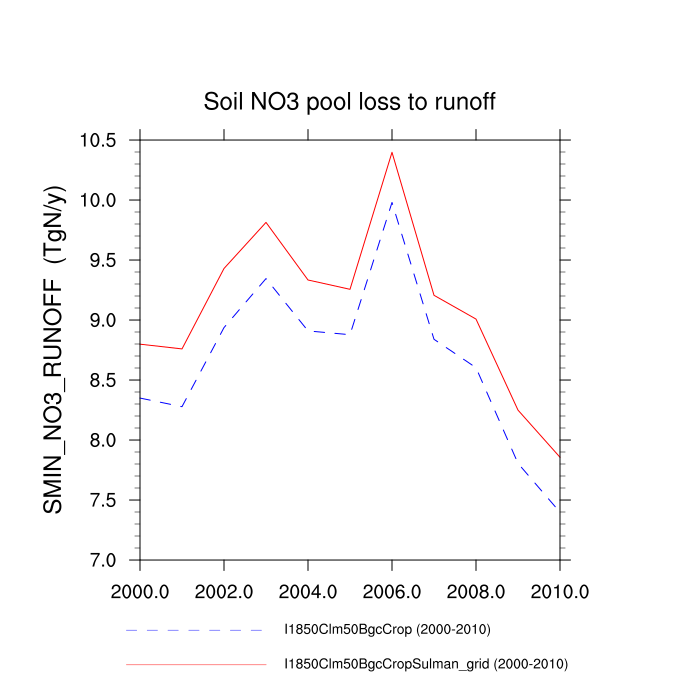 Soil NO3 pool loss to runoff
SMIN_NO3_RUNOFF (TgN/y)
10.5
10.0
9.5
9.0
8.5
8.0
7.5
7.0
2000.0 2002.0 2004.0 2006.0 2008.0 2010.0
I1850Clm50BgcCrop (2000-2010)
I1850Clm50BgcCropSulman_grid (2000-2010)